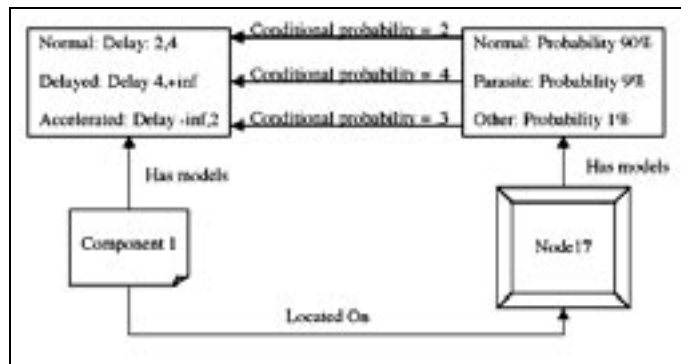 Normal: Delay: 2,4
Delayed: Delay 4,+inf
Accelerated: Delay -inf,2
Conditional probability = .2
Conditional probability = .4
Conditional probability = .3
Normal: Probability 90%
Parasite: Probability 9%
Other: Probability 1%
Has models
Has models
Component 1
Node17
Located On